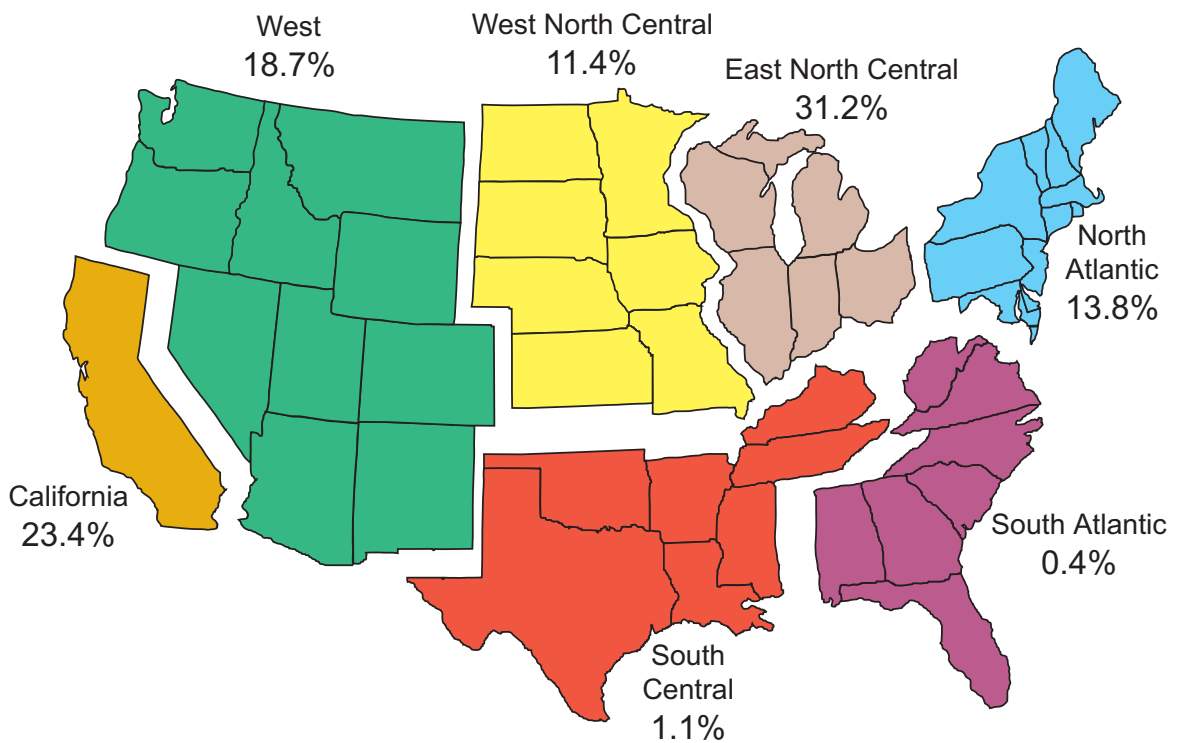 West
18.7%
West North Central
11.4%
East North Central
31.2%
North
Atlantic
13.8%
California
23.4%
South Atlantic
0.4%
South
Central
1.1%